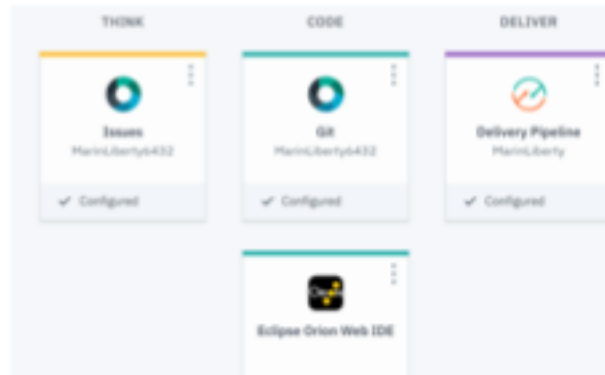 THINK
CODE
DELIVER
Issues
MarinLiberty6432
Configured
Git
MarinLiberty6432
Configured
Delivery Pipeline
MarinLiberty
Configured
Eclipse Orion Web IDE